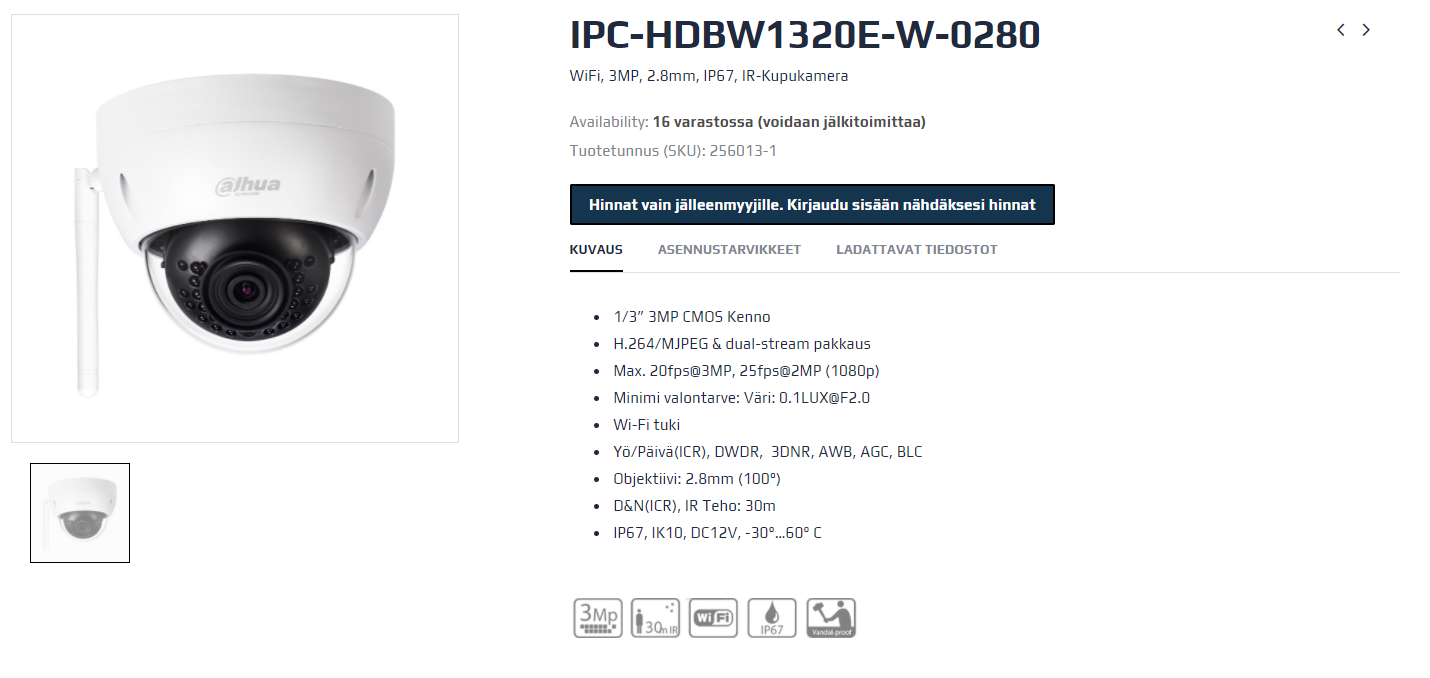 IPC-HDBW1320E-W-0280
WiFi, 3MP, 2.8mm, IP67, IR-Kupukamera
Availability: 16 varastossa (voidaan jälkitoimittaa)
Tuotetunnus (SKU): 256013-1
Hinnat vain jälleenmyyjille. Kirjaudu sisään nähdäksesi hinnat
KUVAUS ASENNUSTARVIKKEET LADATTAVAT TIEDOSTOT
1/3” 3MP CMOS Kenno
H.264/MJPEG & dual-stream pakkaus
Max. 20fps@3MP, 25fps@2MP (1080p)
Minimi valontarve: Väri: 0.1LUX@F2.0
Wi-Fi tuki
Yö/Päivä(ICR), DWDR,  3DNR, AWB, AGC, BLC
Objektiivi: 2.8mm (100º)
D&N(ICR), IR Teho: 30m
IP67, IK10, DC12V, -30º...60º C
3Mp 30m IR WiFi IP67 Vandal-proof
alhua